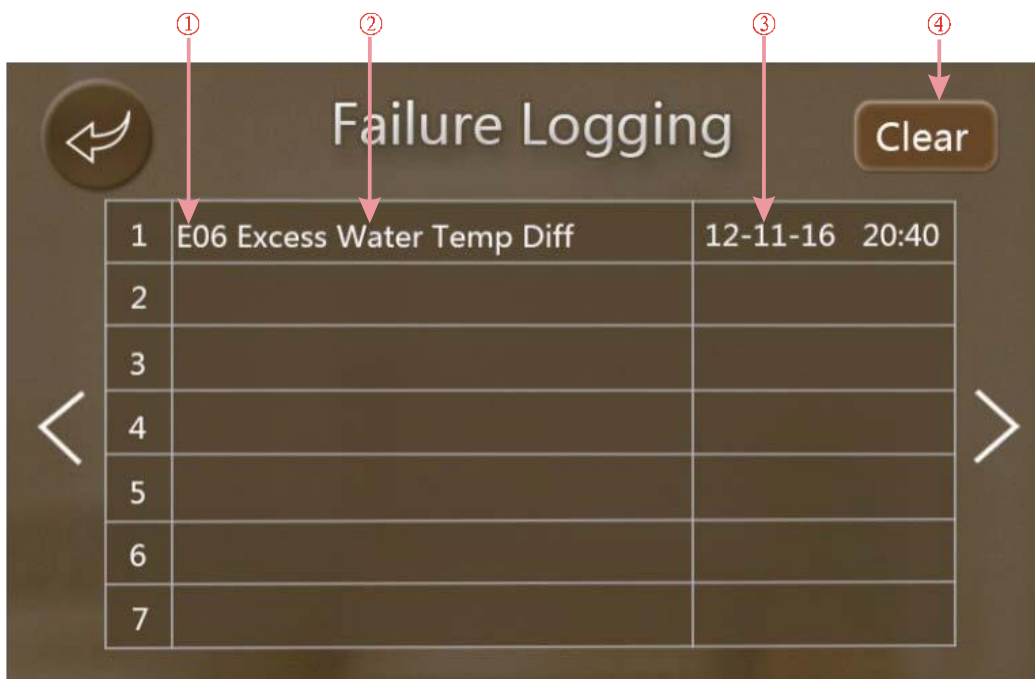 ① ② ③ ④
Failure Logging Clear
1 E06 Excess Water Temp Diff 12-11-16 20:40
2
3
4
5
6
7